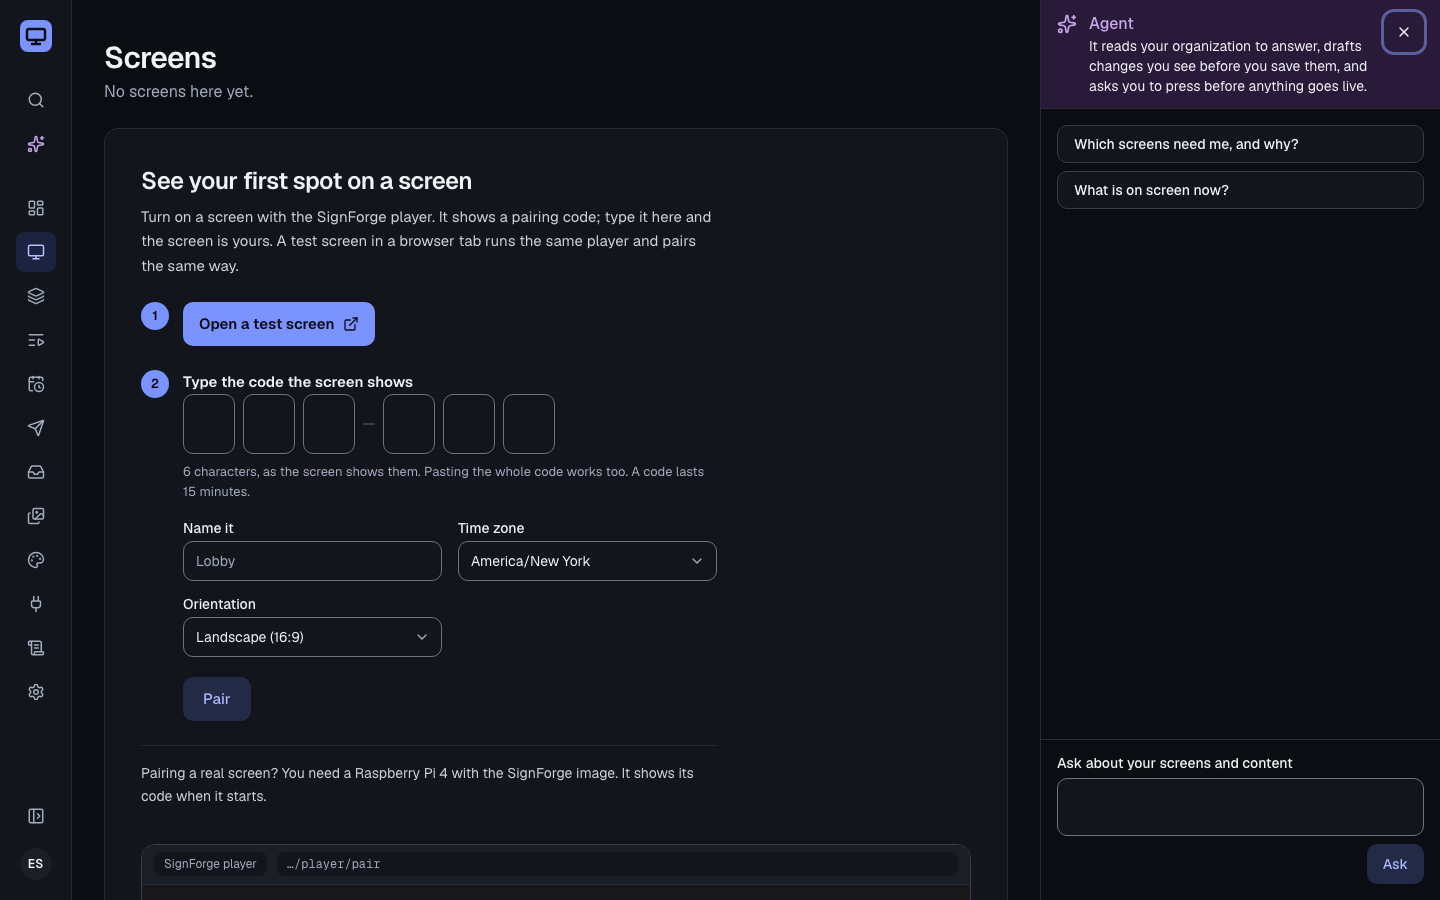 Screens
No screens here yet.
See your first spot on a screen
Turn on a screen with the SignForge player. It shows a pairing code; type it here and
the screen is yours. A test screen in a browser tab runs the same player and pairs
the same way.
1
Open a test screen
2
Type the code the screen shows
—
6 characters, as the screen shows them. Pasting the whole code works too. A code lasts
15 minutes.
Name it
Time zone
Lobby
America/New York
Orientation
Landscape (16:9)
Pair
Pairing a real screen? You need a Raspberry Pi 4 with the SignForge image. It shows its
code when it starts.
SignForge player
…/player/pair
ES
Agent
It reads your organization to answer, drafts
changes you see before you save them, and
asks you to press before anything goes live.
Which screens need me, and why?
What is on screen now?
Ask about your screens and content
Ask